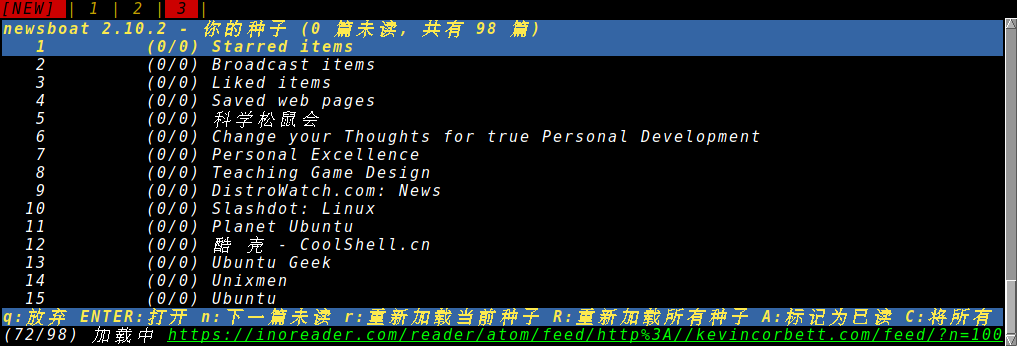 [NEW] | 1 | 2 | 3 |
newsboat 2.10.2 - 你的种子 (0 篇未读, 共有 98 篇)
1 (0/0) Starred items
2 (0/0) Broadcast items
3 (0/0) Liked items
4 (0/0) Saved web pages
5 (0/0) 科学松鼠会
6 (0/0) Change your Thoughts for true Personal Development
7 (0/0) Personal Excellence
8 (0/0) Teaching Game Design
9 (0/0) DistroWatch.com: News
10 (0/0) Slashdot: Linux
11 (0/0) Planet Ubuntu
12 (0/0) 酷 壳 - CoolShell.cn
13 (0/0) Ubuntu Geek
14 (0/0) Unixmen
15 (0/0) Ubuntu
q:放弃 ENTER:打开 n:下一篇未读 r:重新加载当前种子 R:重新加载所有种子 A:标记为已读 C:将所有
(72/98) 加载中 https://inoreader.com/reader/atom/feed/http%3A//kevincorbett.com/feed/?n=100